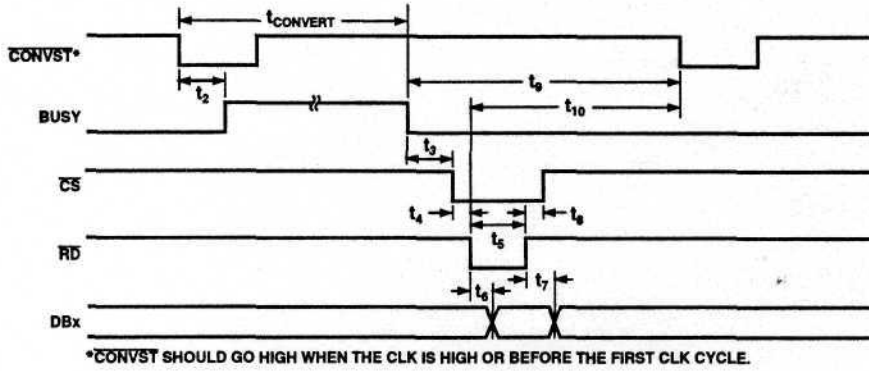 tCONVERT
CONVST*
t2
t9
t10
BUSY
t3
CS
t4
t5
t8
RD
t6
t7
DBx
*CONVST SHOULD GO HIGH WHEN THE CLK IS HIGH OR BEFORE THE FIRST CLK CYCLE.